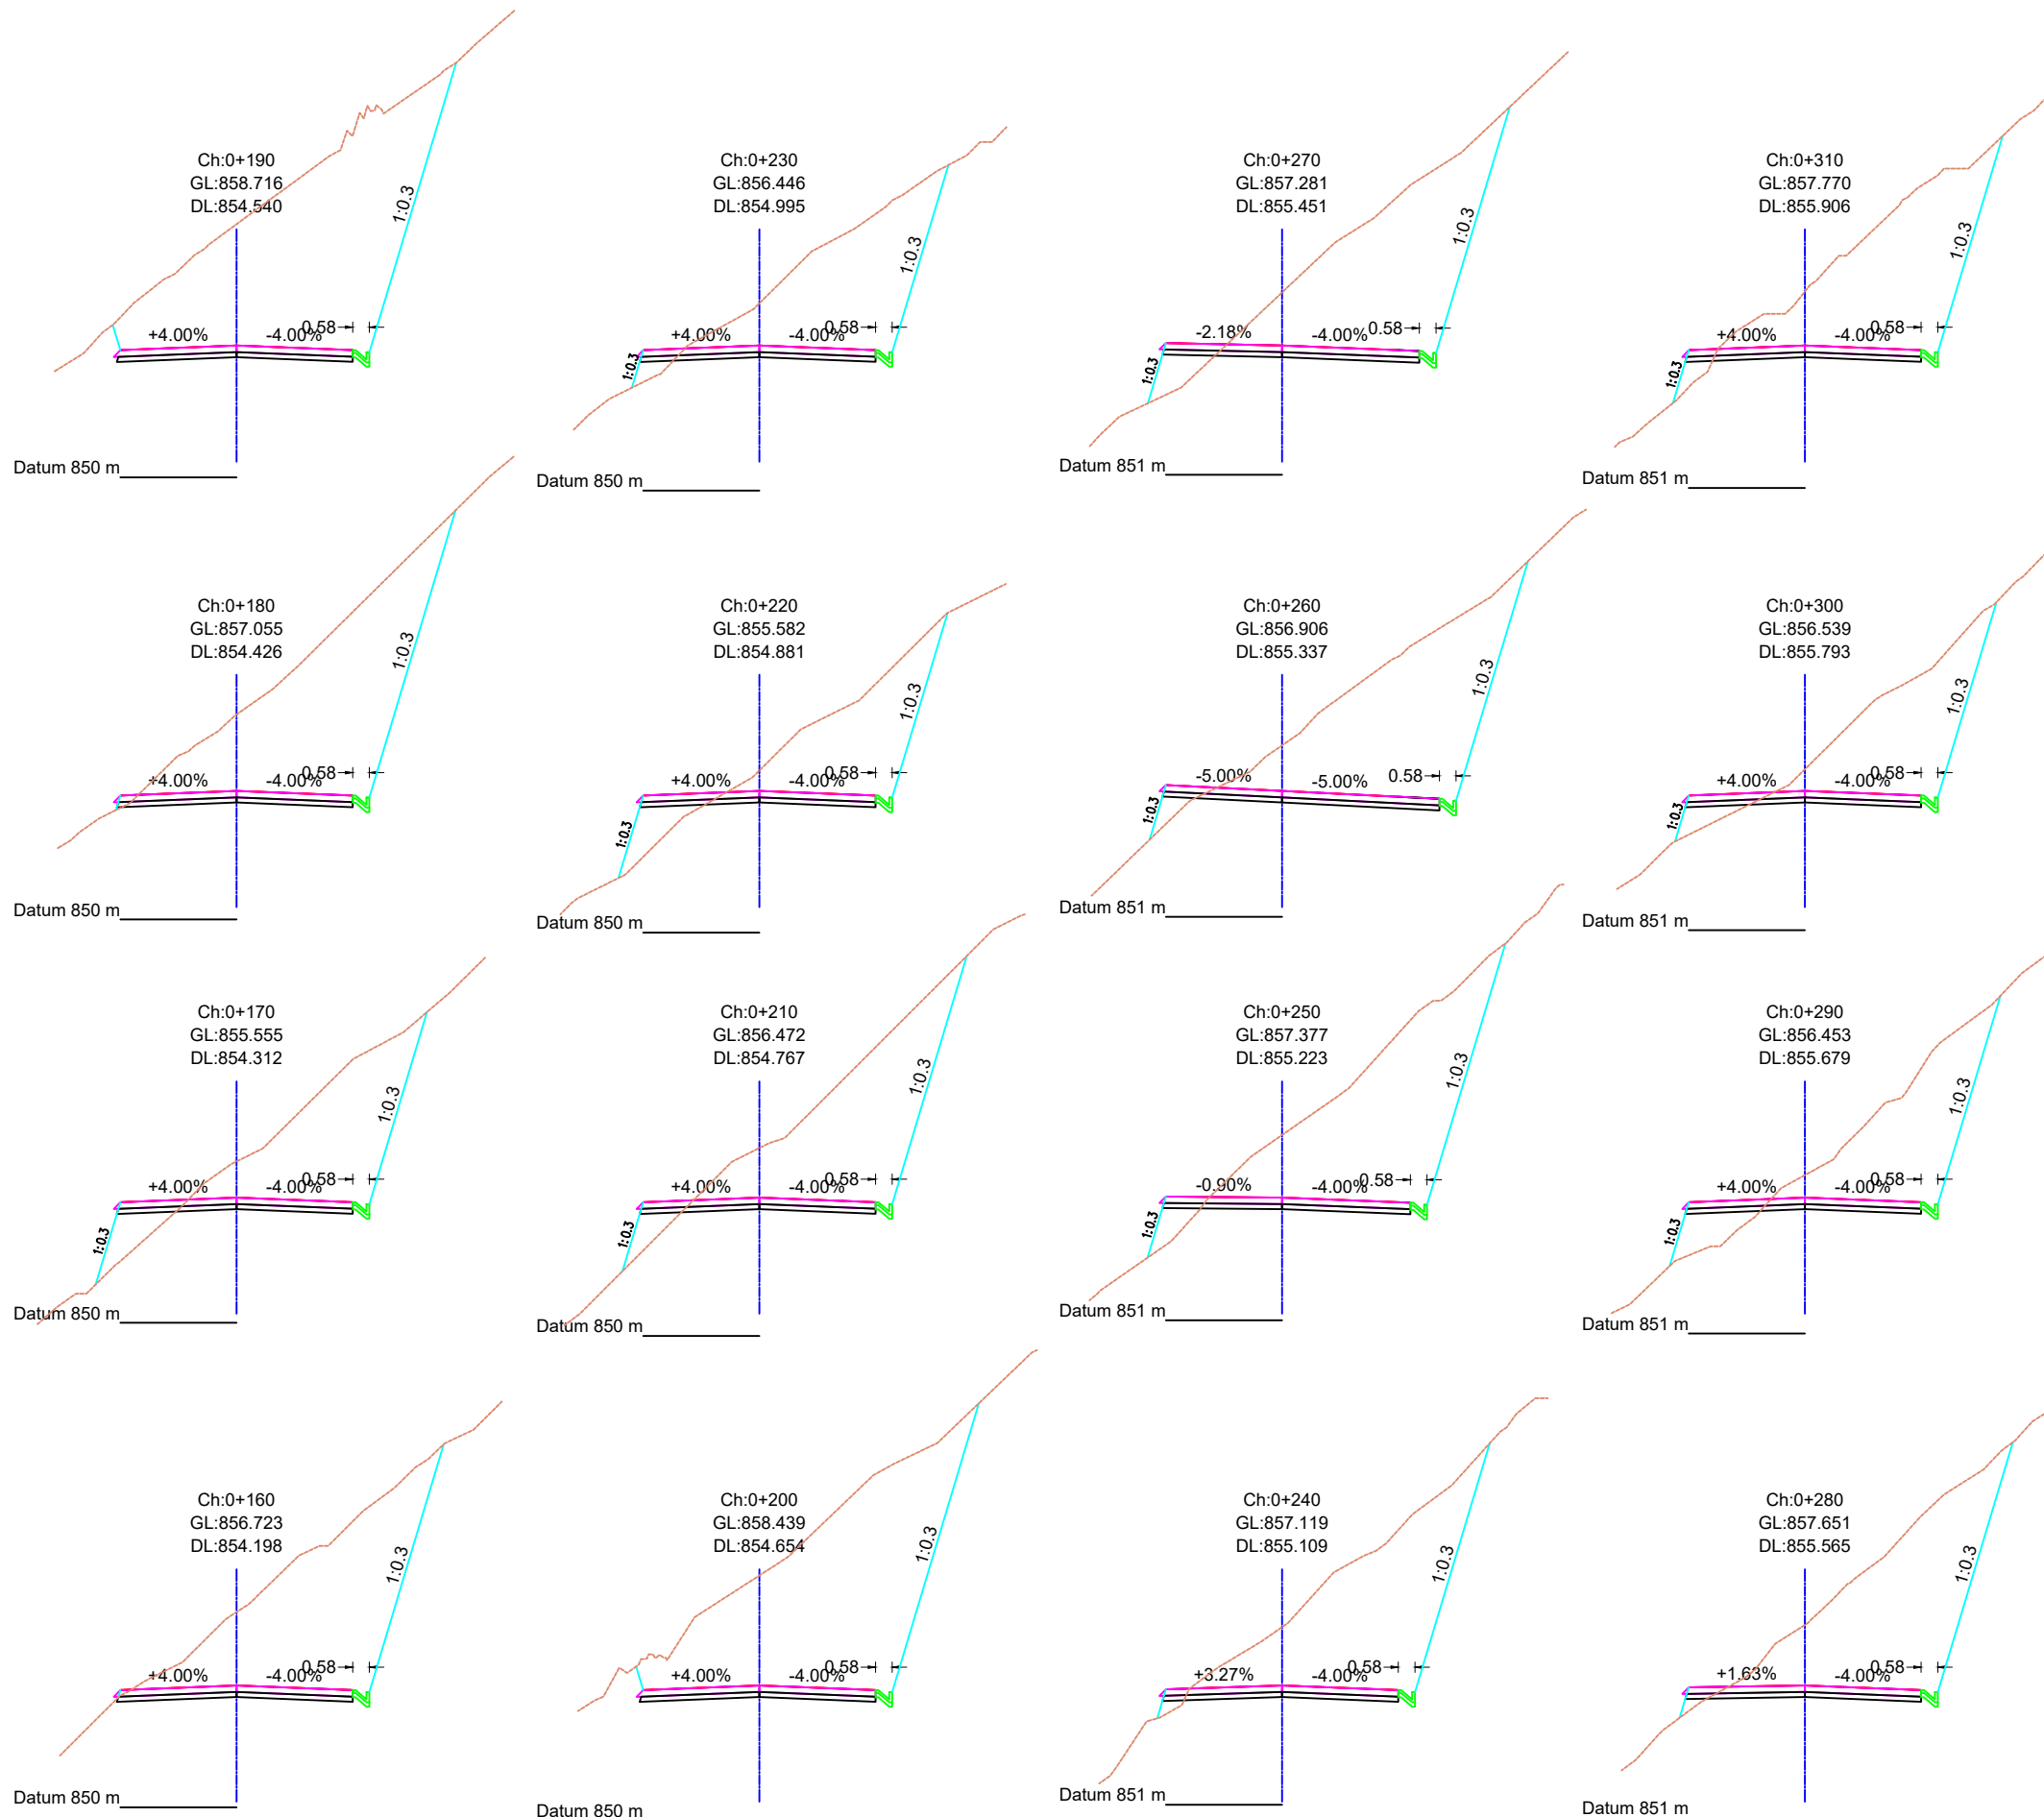 Ch:0+190
GL:858.716
DL:854.540
1:0.3
+4.00% -4.00% 0.58
Datum 850 m
Ch:0+230
GL:856.446
DL:854.995
1:0.3
+4.00% -4.00% 0.58
1:0.3
Datum 850 m
Ch:0+270
GL:857.281
DL:855.451
1:0.3
-2.18% -4.00% 0.58
1:0.3
Datum 851 m
Ch:0+310
GL:857.770
DL:855.906
1:0.3
+4.00% -4.00% 0.58
1:0.3
Datum 851 m
Ch:0+180
GL:857.055
DL:854.426
1:0.3
+4.00% -4.00% 0.58
Datum 850 m
Ch:0+220
GL:855.582
DL:854.881
1:0.3
+4.00% -4.00% 0.58
1:0.3
Datum 850 m
Ch:0+260
GL:856.906
DL:855.337
1:0.3
-5.00% -5.00% 0.58
1:0.3
Datum 851 m
Ch:0+300
GL:856.539
DL:855.793
1:0.3
+4.00% -4.00% 0.58
1:0.3
Datum 851 m
Ch:0+170
GL:855.555
DL:854.312
1:0.3
+4.00% -4.00% 0.58
1:0.3
Datum 850 m
Ch:0+210
GL:856.472
DL:854.767
1:0.3
+4.00% -4.00% 0.58
1:0.3
Datum 850 m
Ch:0+250
GL:857.377
DL:855.223
1:0.3
-0.90% -4.00% 0.58
1:0.3
Datum 851 m
Ch:0+290
GL:856.453
DL:855.679
1:0.3
+4.00% -4.00% 0.58
1:0.3
Datum 851 m
Ch:0+160
GL:856.723
DL:854.198
1:0.3
+4.00% -4.00% 0.58
Datum 850 m
Ch:0+200
GL:858.439
DL:854.654
1:0.3
+4.00% -4.00% 0.58
Datum 850 m
Ch:0+240
GL:857.119
DL:855.109
1:0.3
+3.27% -4.00% 0.58
Datum 851 m
Ch:0+280
GL:857.651
DL:855.565
1:0.3
+1.63% -4.00% 0.58
Datum 851 m